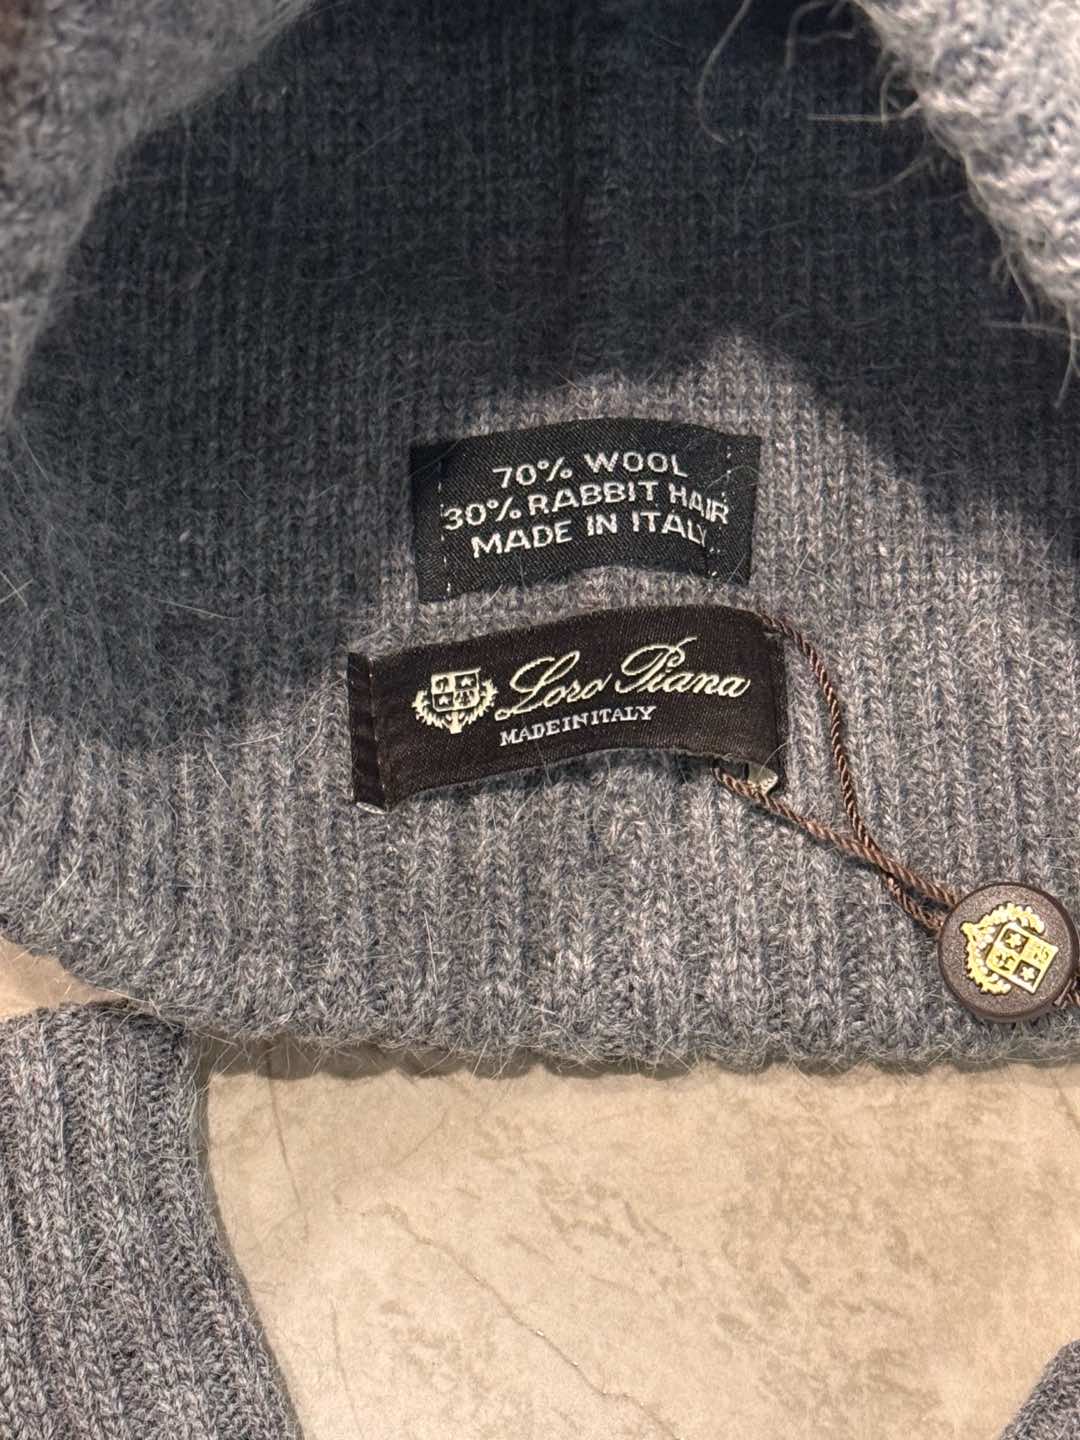 70% WOOL
30% RABBIT HAIR
MADE IN ITALY
Loro Piana
MADE IN ITALY